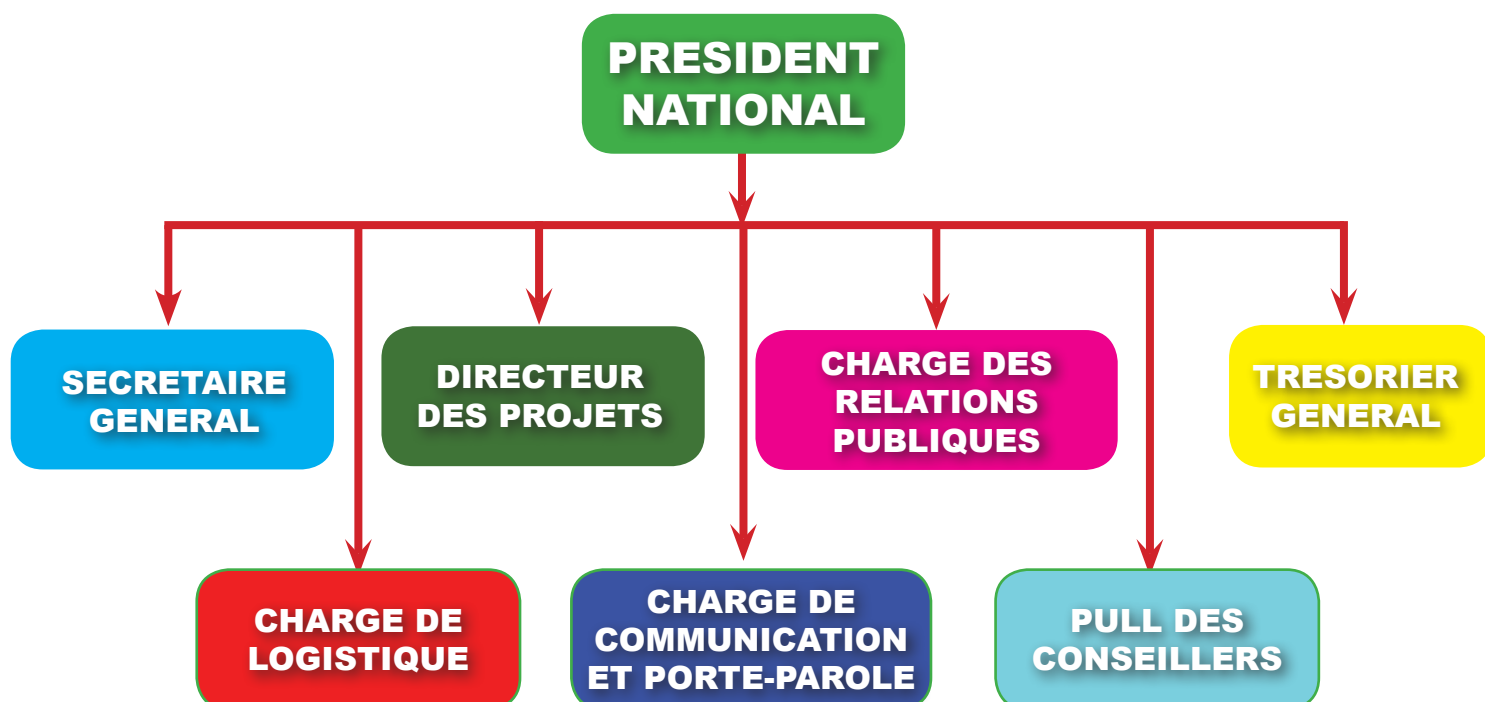 PRESIDENT
NATIONAL
SECRETAIRE
GENERAL
DIRECTEUR
DES PROJETS
CHARGE DES
RELATIONS
PUBLIQUES
TRESORIER
GENERAL
CHARGE DE
LOGISTIQUE
CHARGE DE
COMMUNICATION
ET PORTE-PAROLE
PULL DES
CONSEILLERS